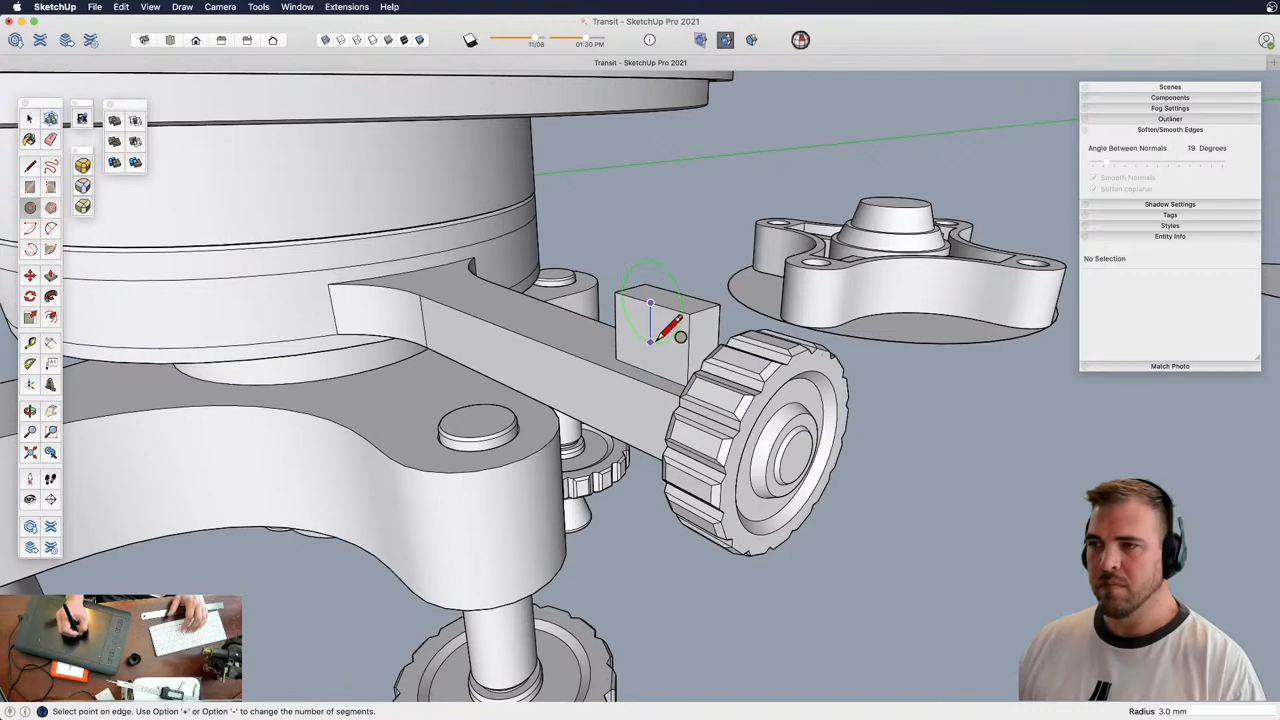 SketchUp File Edit View Draw Camera Tools Window Extensions Help
Transit - SketchUp Pro 2021
11/08 01:30 PM
Transit - SketchUp Pro 2021
Scenes
Components
Fog Settings
Outliner
Soften/Smooth Edges
Angle Between Normals 19 Degrees
Smooth Normals
Soften coplanar
Shadow Settings
Tags
Styles
Entity Info
No Selection
Match Photo
Select point on edge. Use Option '+' or Option '-' to change the number of segments.
Radius 3.0 mm